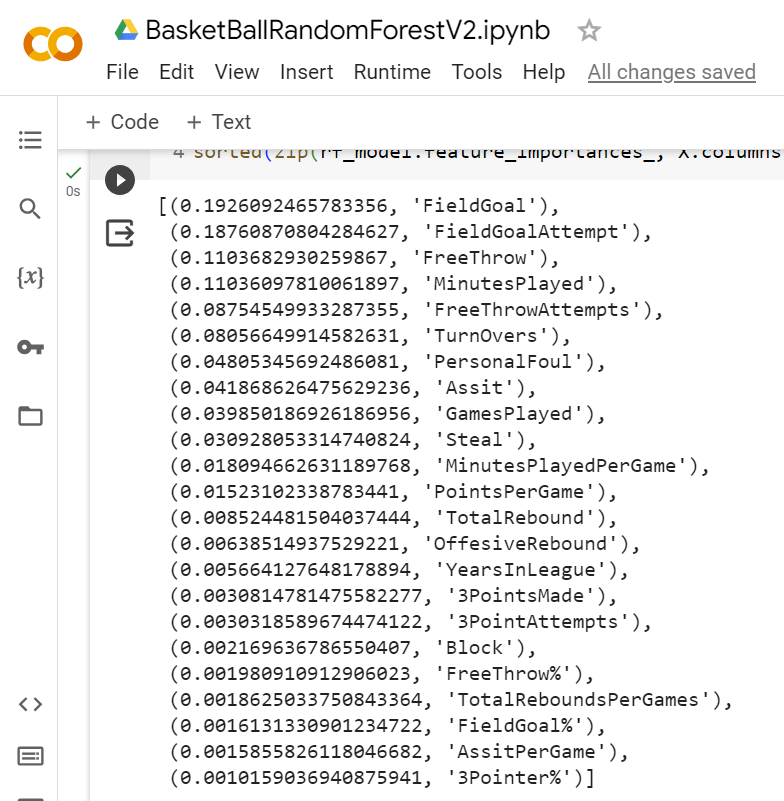 BasketBallRandomForestV2.ipynb
File Edit View Insert Runtime Tools Help All changes saved
+ Code + Text
4 sorted(zip(rf_model.feature_importances_, X.columns
0s
[(0.1926092465783356, 'FieldGoal'),
(0.18760870804284627, 'FieldGoalAttempt'),
(0.1103682930259867, 'FreeThrow'),
(0.11036097810061897, 'MinutesPlayed'),
(0.08754549933287355, 'FreeThrowAttempts'),
(0.08056649914582631, 'TurnOvers'),
(0.04805345692486081, 'PersonalFoul'),
(0.041868626475629236, 'Assit'),
(0.039850186926186956, 'GamesPlayed'),
(0.030928053314740824, 'Steal'),
(0.018094662631189768, 'MinutesPlayedPerGame'),
(0.01523102338783441, 'PointsPerGame'),
(0.008524481504037444, 'TotalRebound'),
(0.00638514937529221, 'OffesiveRebound'),
(0.005664127648178894, 'YearsInLeague'),
(0.0030814781475582277, '3PointsMade'),
(0.0030318589674474122, '3PointAttempts'),
(0.002169636786550407, 'Block'),
(0.001980910912906023, 'FreeThrow%'),
(0.0018625033750843364, 'TotalReboundsPerGames'),
(0.0016131330901234722, 'FieldGoal%'),
(0.0015855826118046682, 'AssitPerGame'),
(0.0010159036940875941, '3Pointer%')]
{x}